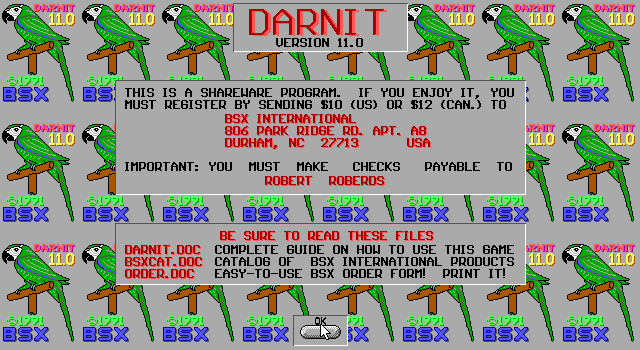 DARNIT
VERSION 11.0
THIS IS A SHAREWARE PROGRAM. IF YOU ENJOY IT, YOU
MUST REGISTER BY SENDING $10 (US) OR $12 (CAN.) TO
BSX INTERNATIONAL
806 PARK RIDGE RD. APT. A8
DURHAM, NC 27713 USA
IMPORTANT: YOU MUST MAKE CHECKS PAYABLE TO
ROBERT ROBERDS
BE SURE TO READ THESE FILES
DARNIT.DOC COMPLETE GUIDE ON HOW TO USE THIS GAME
BSXCAT.DOC CATALOG OF BSX INTERNATIONAL PRODUCTS
ORDER.DOC EASY-TO-USE BSX ORDER FORM! PRINT IT!
OK
DARNIT
11.0
©1991
BSX